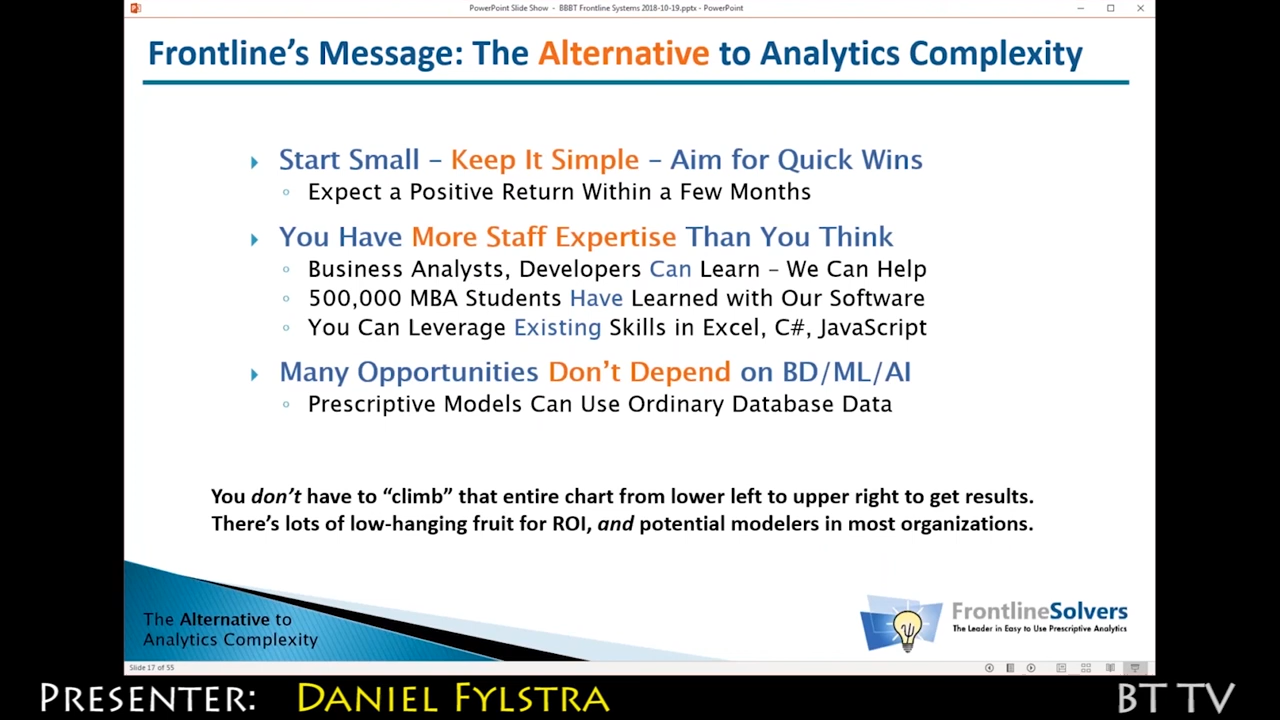 PowerPoint Slide Show - BBBT Frontline Systems 2018-10-19.pptx - PowerPoint
Frontline's Message: The Alternative to Analytics Complexity
Start Small – Keep It Simple – Aim for Quick Wins
Expect a Positive Return Within a Few Months
You Have More Staff Expertise Than You Think
Business Analysts, Developers Can Learn – We Can Help
500,000 MBA Students Have Learned with Our Software
You Can Leverage Existing Skills in Excel, C#, JavaScript
Many Opportunities Don't Depend on BD/ML/AI
Prescriptive Models Can Use Ordinary Database Data
You don't have to “climb” that entire chart from lower left to upper right to get results.
There's lots of low-hanging fruit for ROI, and potential modelers in most organizations.
The Alternative to
Analytics Complexity
FrontlineSolvers
The Leader in Easy to Use Prescriptive Analytics
Slide 17 of 55
PRESENTER: DANIEL FYLSTRA
BT TV